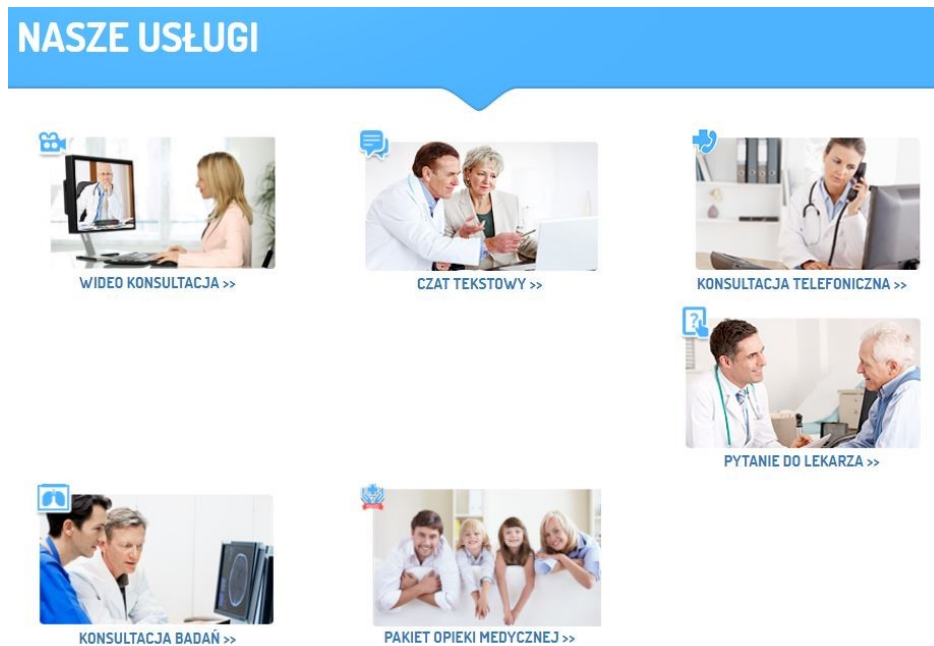 NASZE USŁUGI
WIDEO KONSULTACJA >>
CZAT TEKSTOWY >>
KONSULTACJA TELEFONICZNA >>
PYTANIE DO LEKARZA >>
KONSULTACJA BADAŃ >>
PAKIET OPIEKI MEDYCZNEJ >>